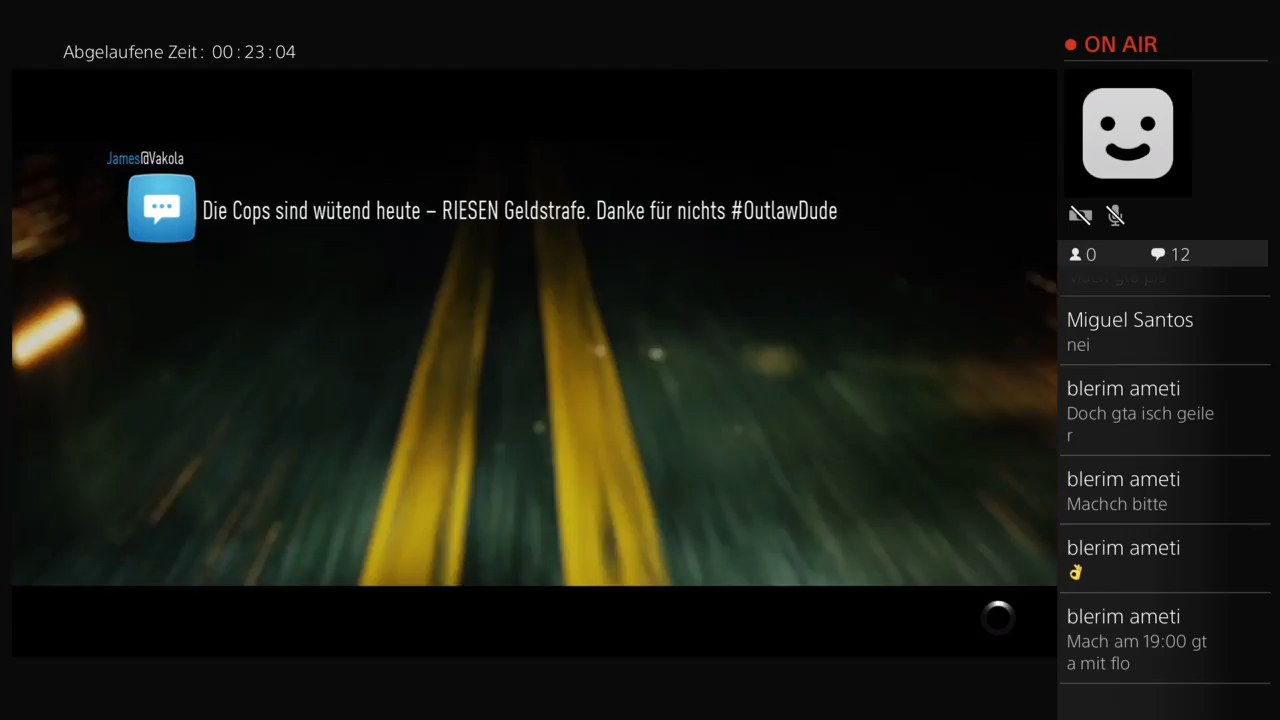 Abgelaufene Zeit: 00:23:04
ON AIR
James@Vakola
Die Cops sind wütend heute – RIESEN Geldstrafe. Danke für nichts #OutlawDude
0
12
Miguel Santos
nei
blerim ameti
Doch gta isch geile
r
blerim ameti
Machch bitte
blerim ameti
👌
blerim ameti
Mach am 19:00 gt
a mit flo